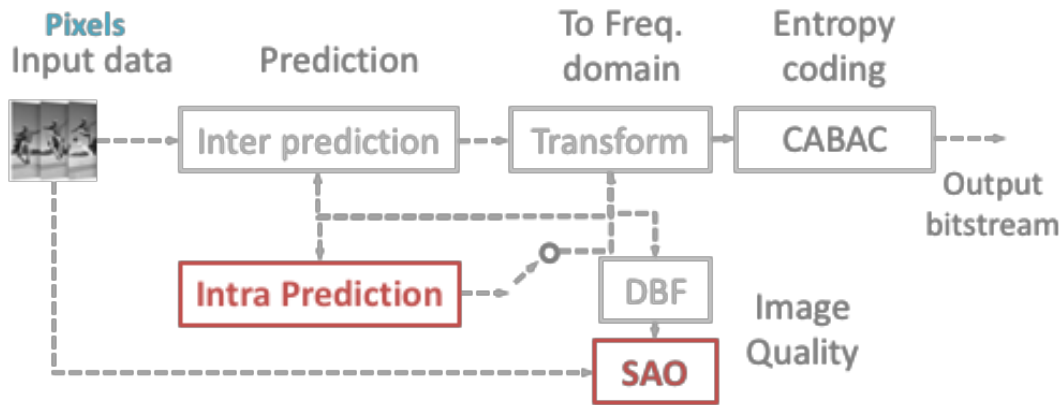 Pixels
Input data
Prediction
To Freq.
domain
Entropy
coding
Inter prediction
Transform
CABAC
Output
bitstream
Intra Prediction
DBF
Image
Quality
SAO